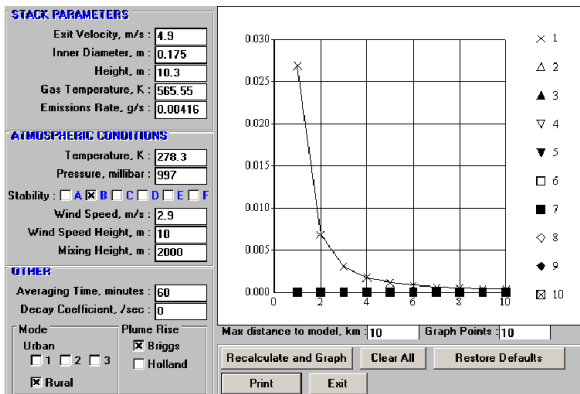 STACK PARAMETERS
Exit Velocity, m/s : 4.9
Inner Diameter, m : 0.175
Height, m : 10.3
Gas Temperature, K : 565.55
Emissions Rate, g/s : 0.00416
ATMOSPHERIC CONDITIONS
Temperature, K : 278.3
Pressure, millibar : 997
Stability : A B C D E F
Wind Speed, m/s : 2.9
Wind Speed Height, m : 10
Mixing Height, m : 2000
OTHER
Averaging Time, minutes : 60
Decay Coefficient, /sec : 0
Mode
Urban
1 2 3
Rural
Plume Rise
Briggs
Holland
0.030
0.025
0.020
0.015
0.010
0.005
0.000
0 2 4 6 8 10
1
2
3
4
5
6
7
8
9
10
Max distance to model, km : 10 Graph Points : 10
Recalculate and Graph Clear All Restore Defaults
Print Exit